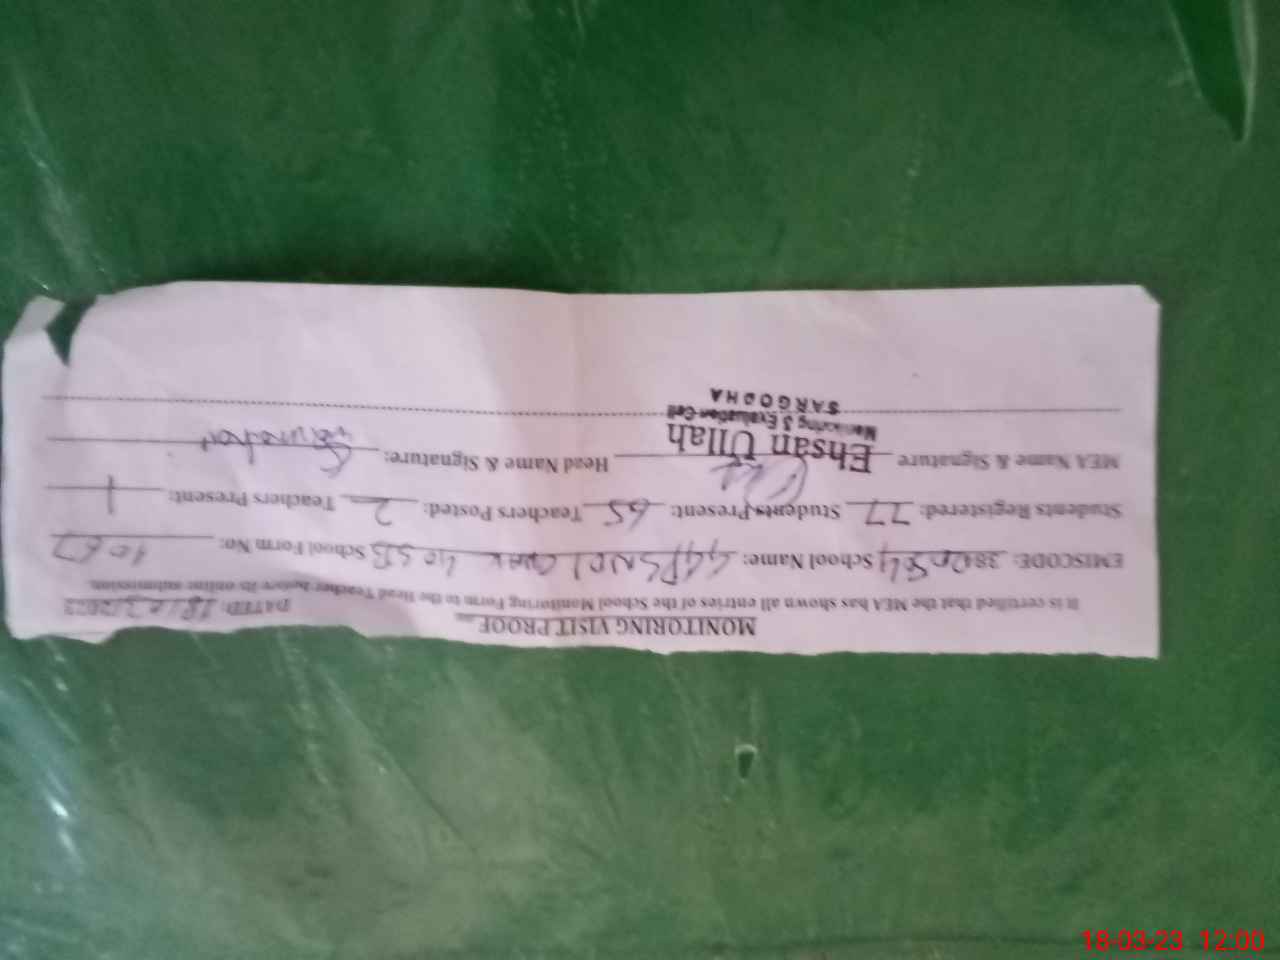 MONITORING VISIT PROOF
DATED: 18/03/2023
It is certified that the MEA has shown all entries of the School Monitoring Form to the Head Teacher before its online submission.
EMISCODE: School Name: 40 SB School Form No: 1067
Students Registered: 77 Students Present: 65 Teachers Posted: 2 Teachers Present: 1
MEA Name & Signature Ehsan Ullah Head Name & Signature:
Monitoring & Evaluation Cell
SARGODHA
18-03-23 12:00